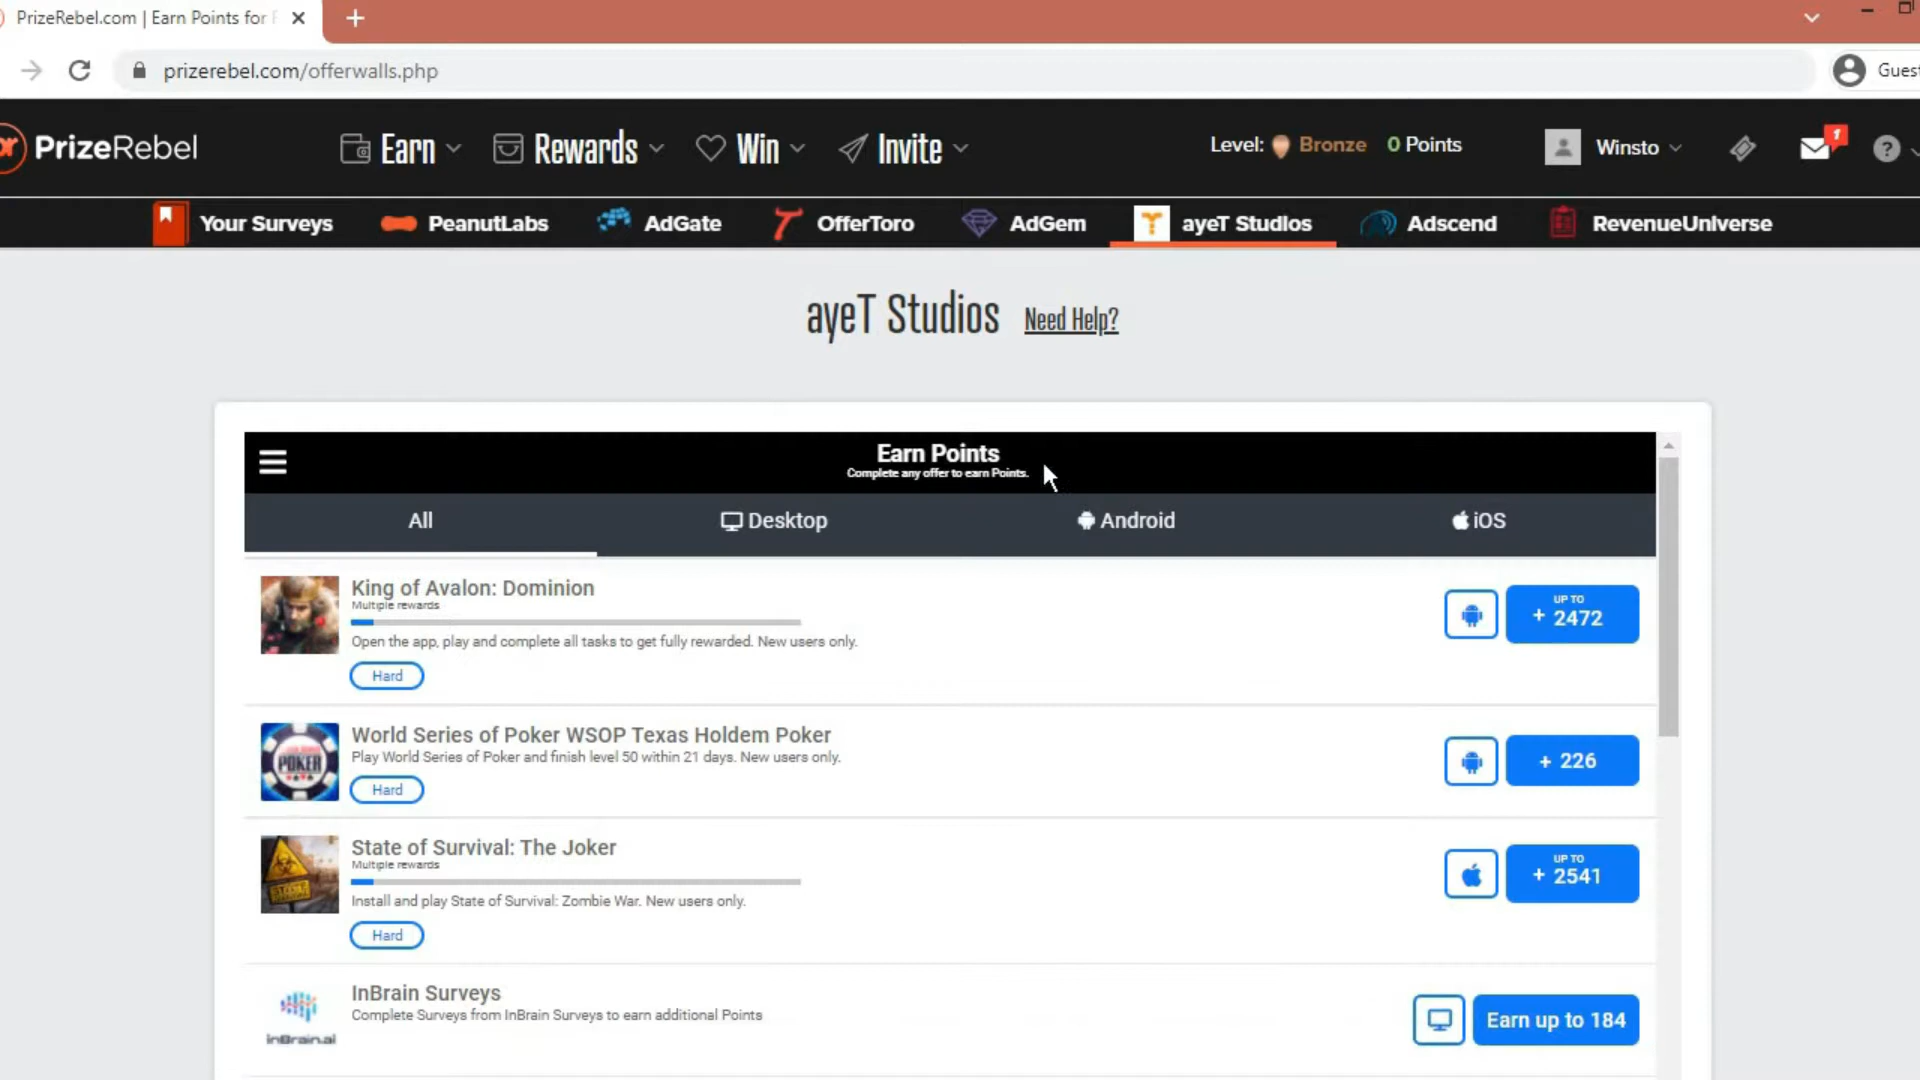 PrizeRebel.com | Earn Points for
prizerebel.com/offerwalls.php
Guest
PrizeRebel
Earn
Rewards
Win
Invite
Level: Bronze 0 Points
Winsto
1
?
Your Surveys
PeanutLabs
AdGate
OfferToro
AdGem
ayeT Studios
Adscend
RevenueUniverse
ayeT Studios Need Help?
Earn Points
Complete any offer to earn Points.
All
Desktop
Android
iOS
King of Avalon: Dominion
Multiple rewards
Open the app, play and complete all tasks to get fully rewarded. New users only.
Hard
UP TO
+ 2472
World Series of Poker WSOP Texas Holdem Poker
Play World Series of Poker and finish level 50 within 21 days. New users only.
Hard
POKER
+ 226
State of Survival: The Joker
Multiple rewards
Install and play State of Survival: Zombie War. New users only.
Hard
UP TO
+ 2541
InBrain Surveys
Complete Surveys from InBrain Surveys to earn additional Points
inBrain.ai
Earn up to 184